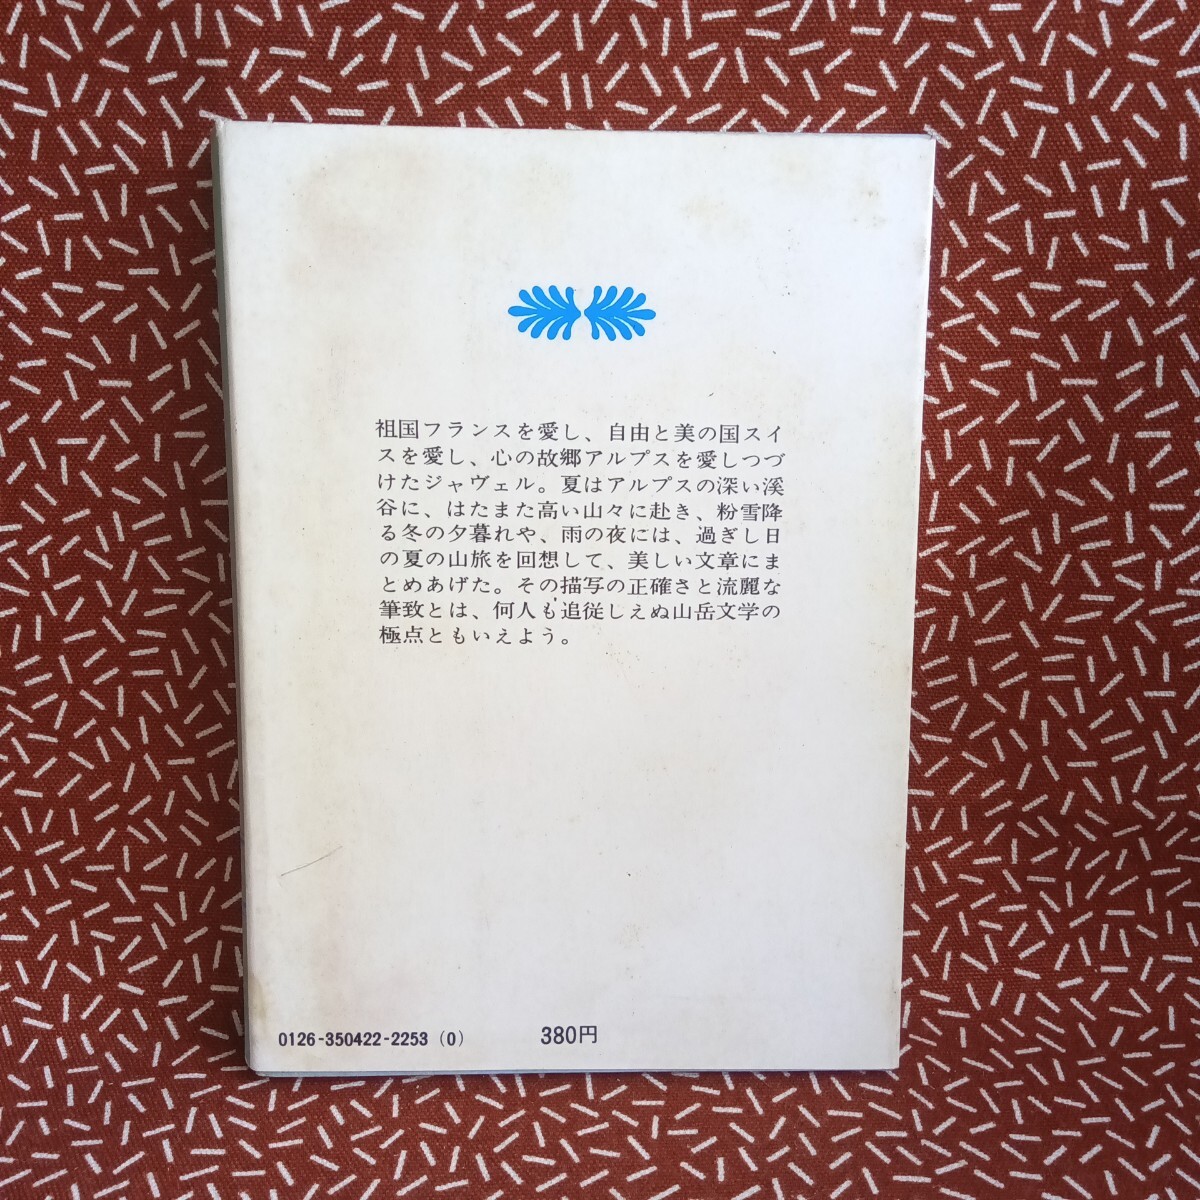 祖国フランスを愛し、自由と美の国スイ
スを愛し、心の故郷アルプスを愛しつづ
けたジャヴェル。夏はアルプスの深い渓
谷に、はたまた高い山々に赴き、粉雪降
る冬の夕暮れや、雨の夜には、過ぎし日
の夏の山旅を回想して、美しい文章にま
とめあげた。その描写の正確さと流麗な
筆致とは、何人も追従しえぬ山岳文学の
極点ともいえよう。
0126-350422-2253(0) 380円